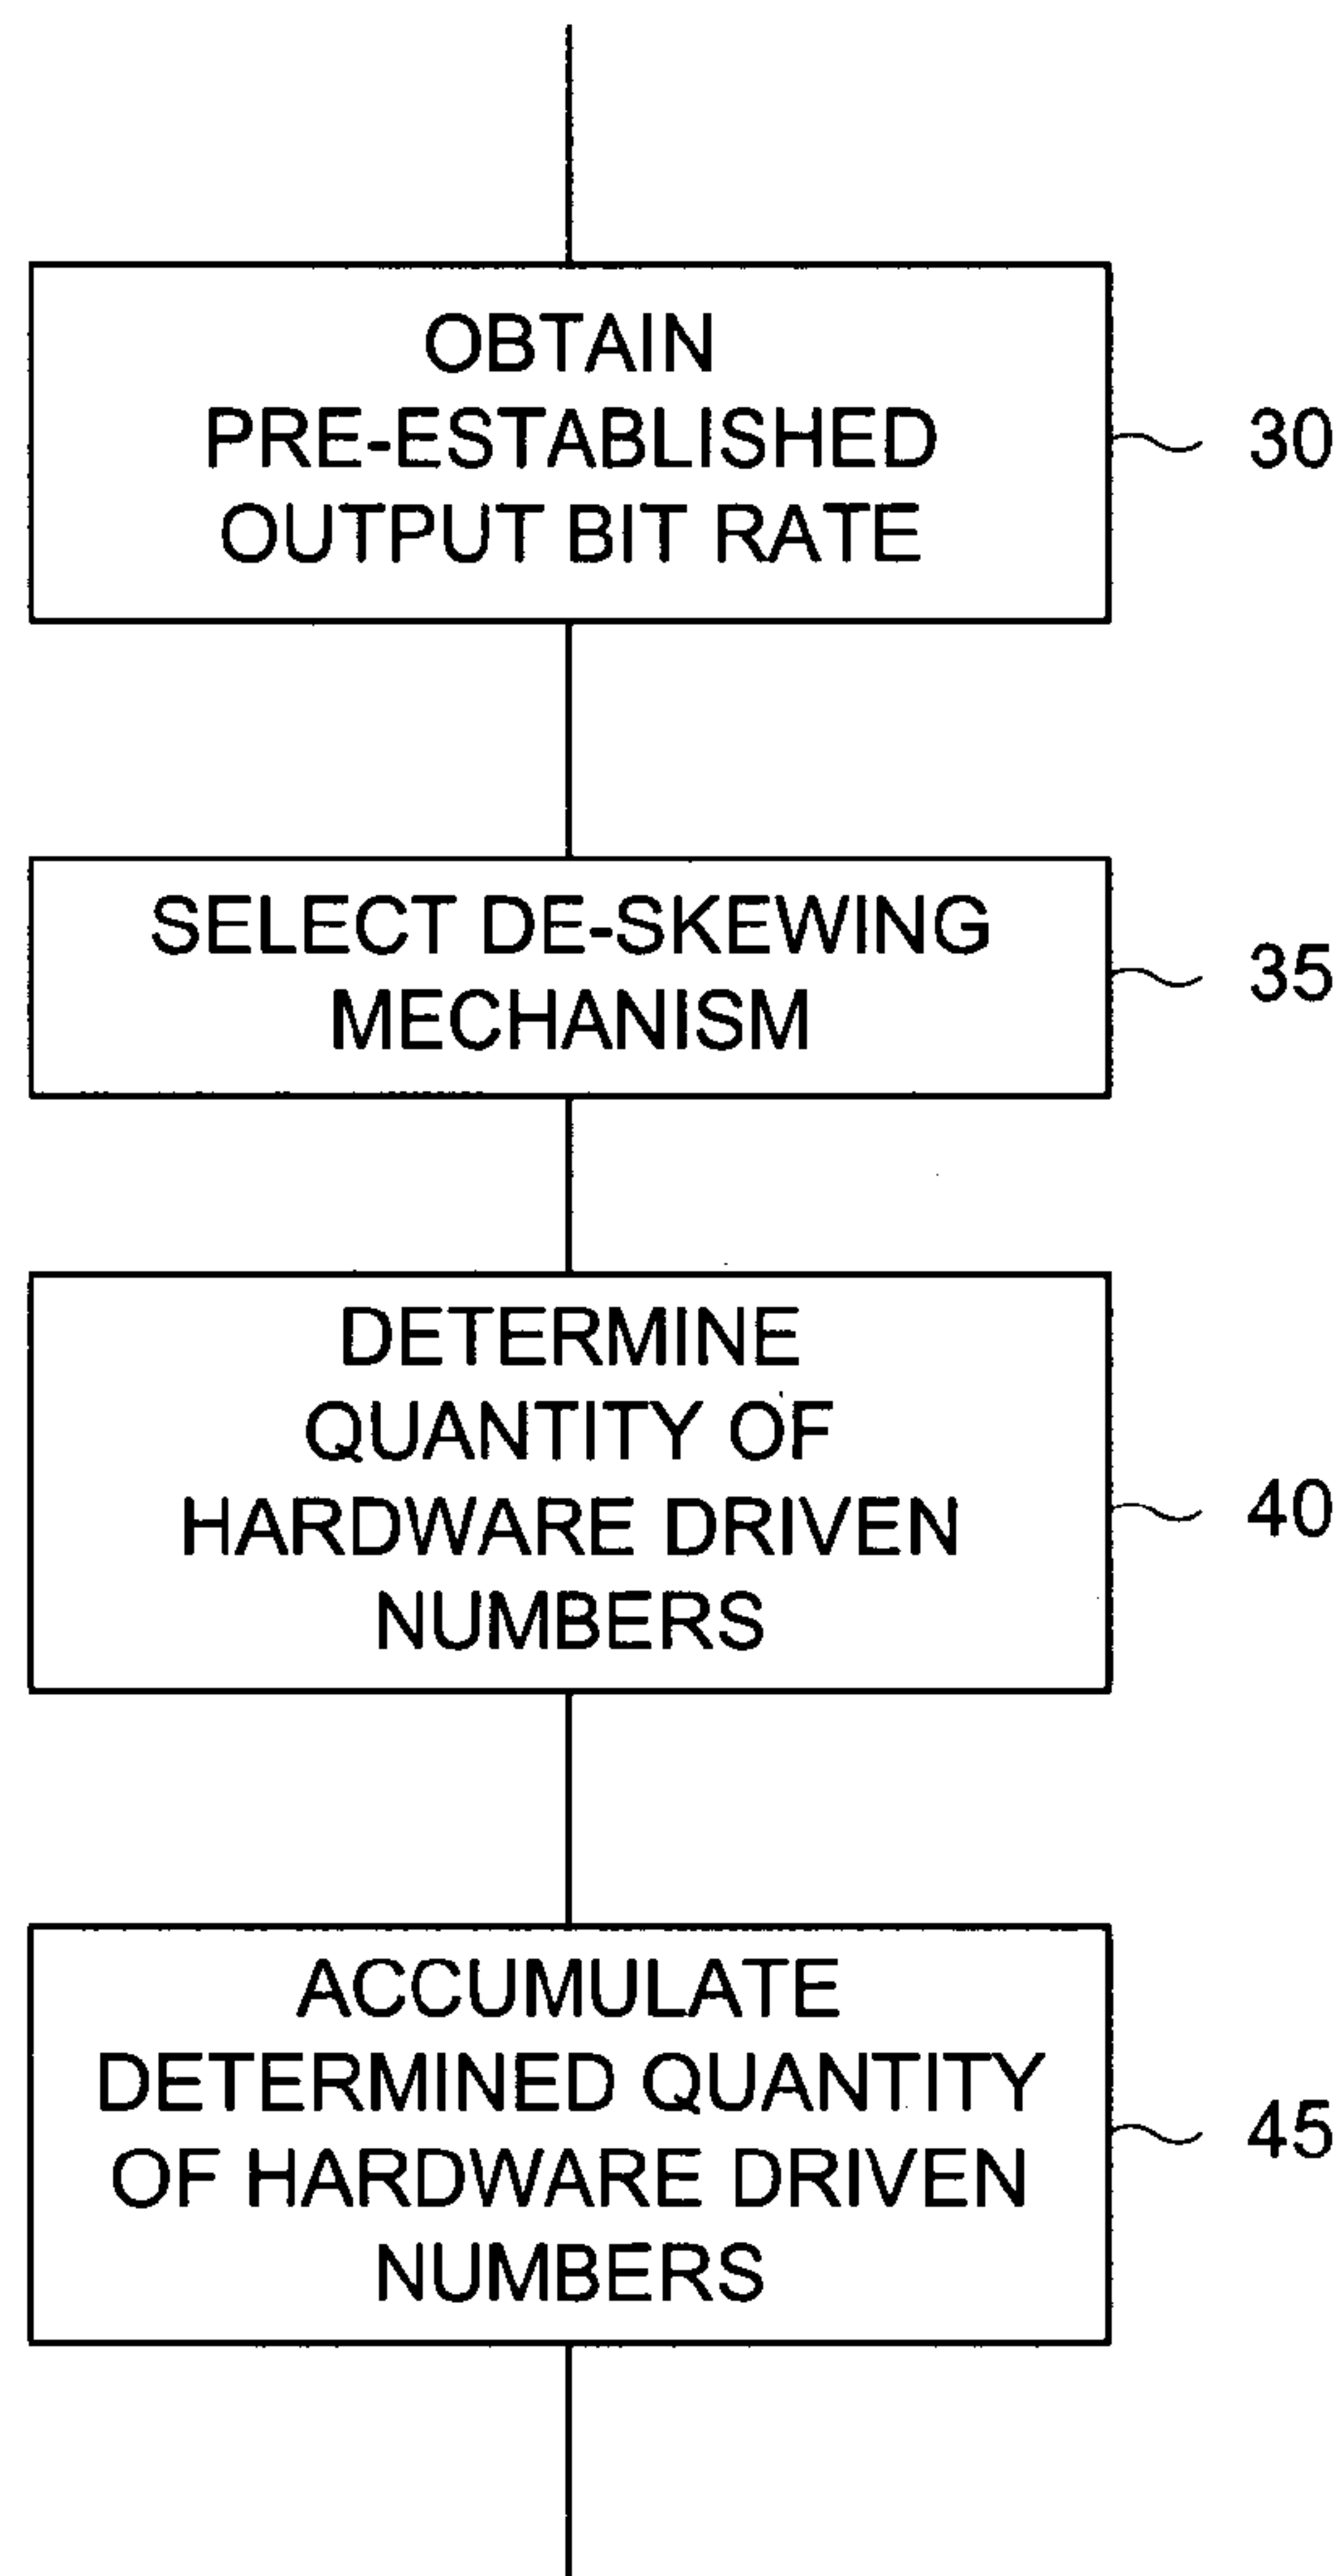 OBTAIN
PRE-ESTABLISHED
OUTPUT BIT RATE
30
SELECT DE-SKEWING
MECHANISM
35
DETERMINE
QUANTITY OF
HARDWARE DRIVEN
NUMBERS
40
ACCUMULATE
DETERMINED QUANTITY
OF HARDWARE DRIVEN
NUMBERS
45